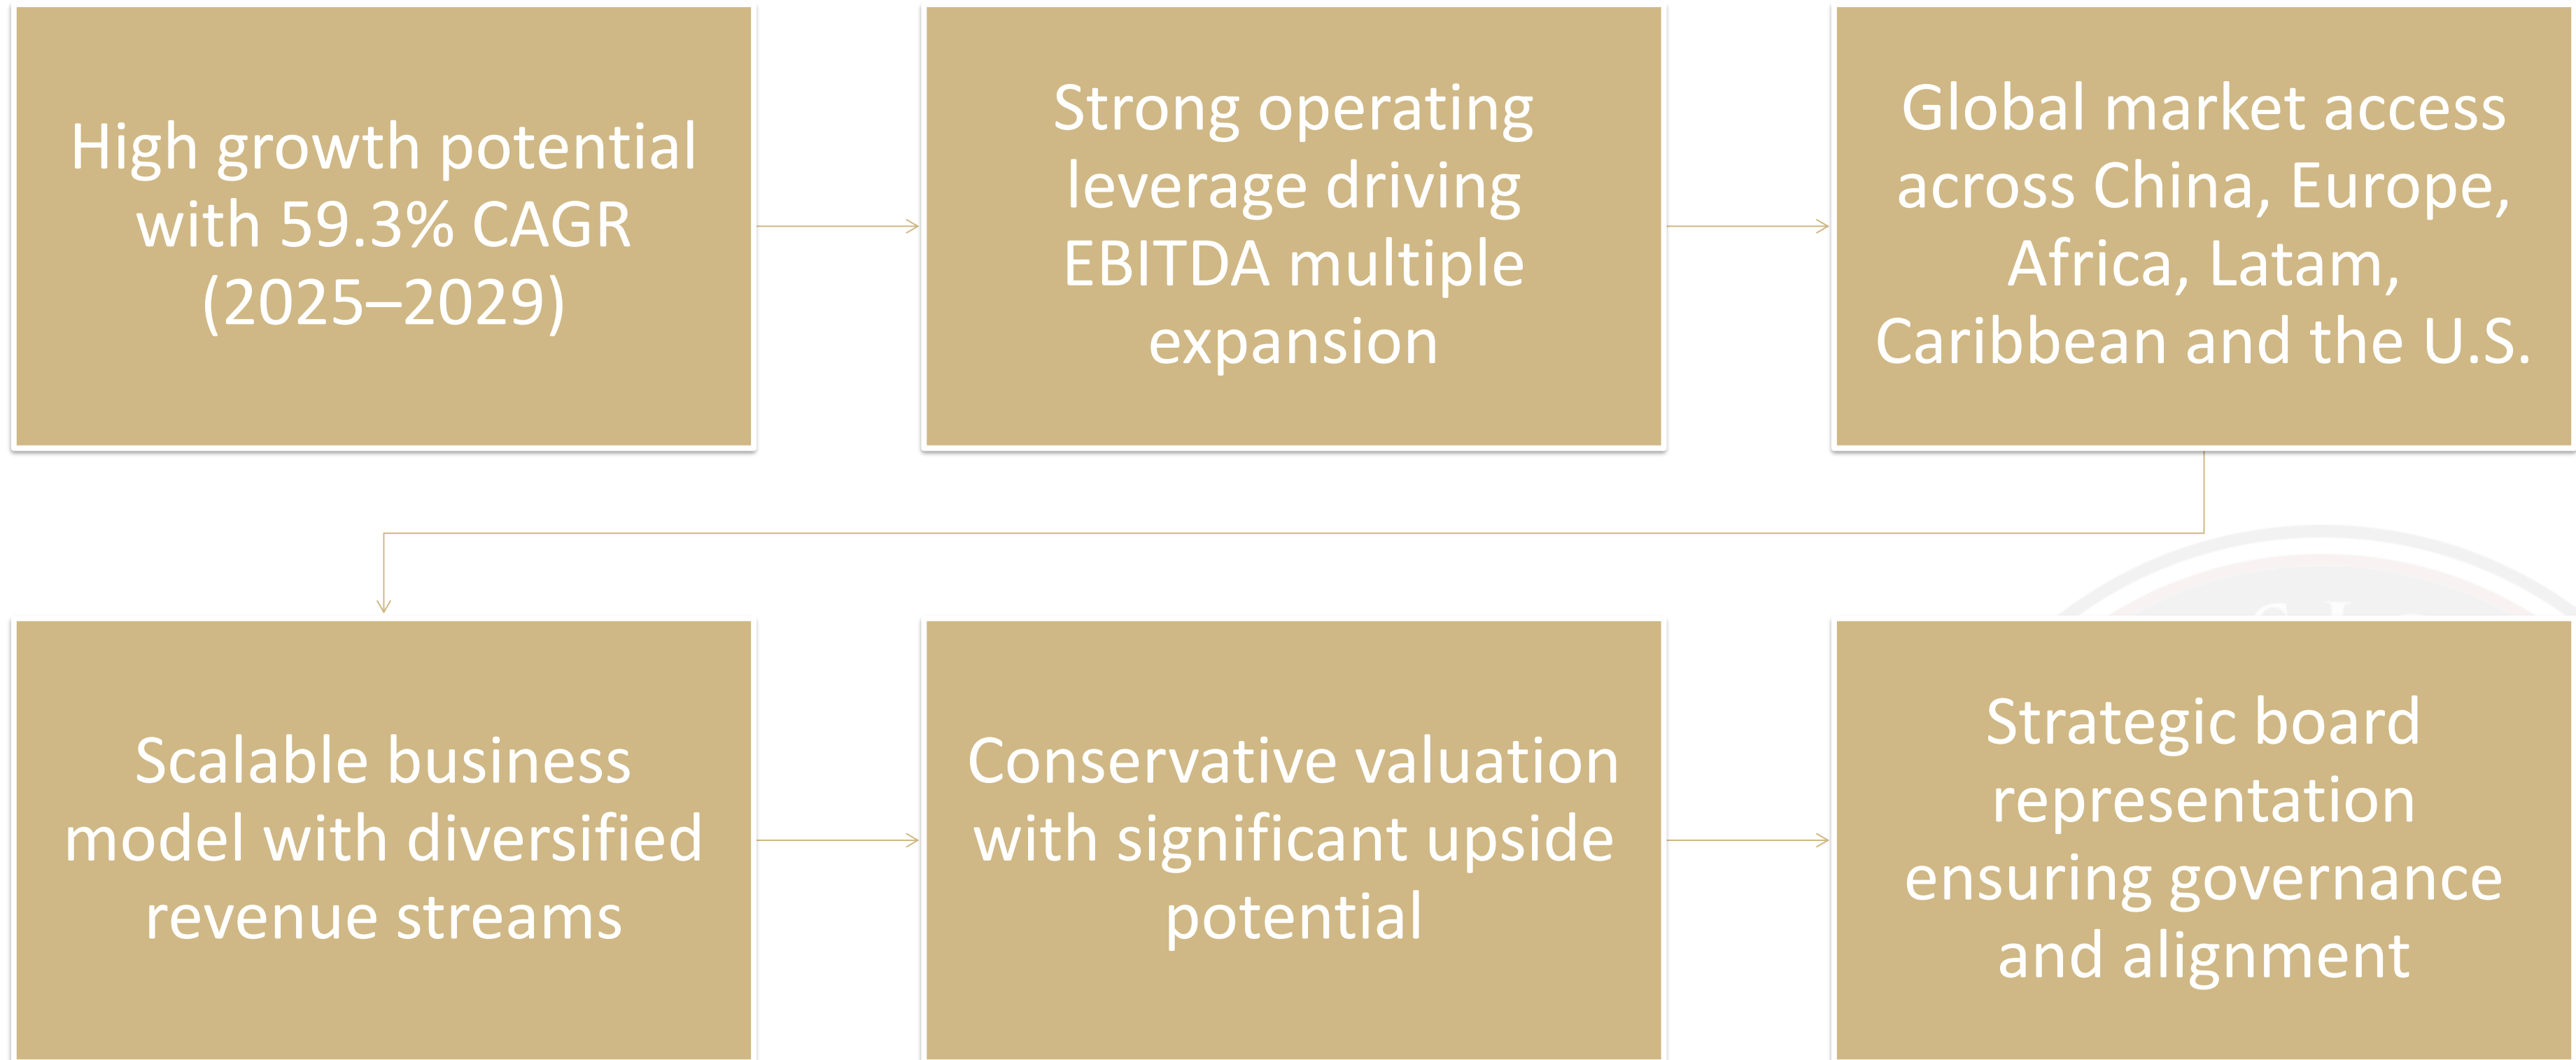 High growth potential
with 59.3% CAGR
(2025–2029)
Strong operating
leverage driving
EBITDA multiple
expansion
Global market access
across China, Europe,
Africa, Latam,
Caribbean and the U.S.
Scalable business
model with diversified
revenue streams
Conservative valuation
with significant upside
potential
Strategic board
representation
ensuring governance
and alignment